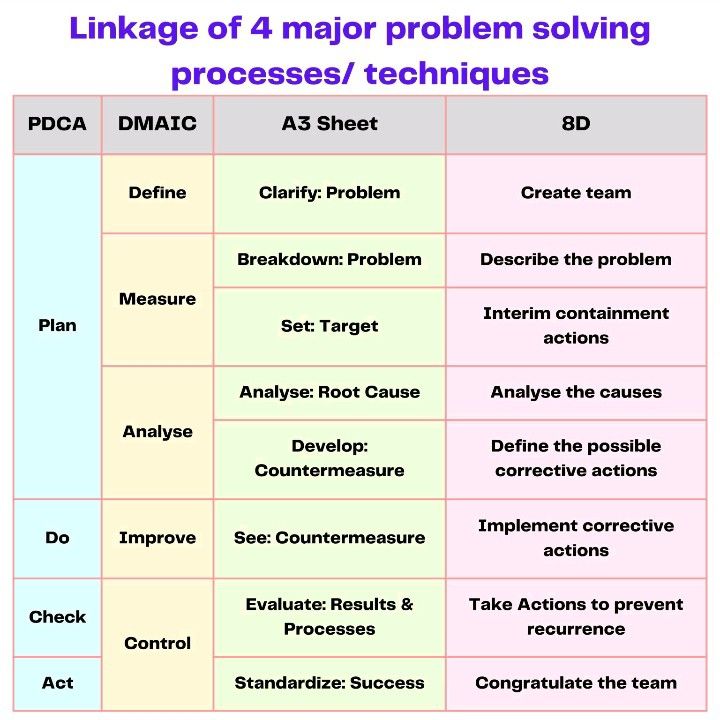 Linkage of 4 major problem solving
processes/ techniques
PDCA DMAIC A3 Sheet 8D
Define Clarify: Problem Create team
Breakdown: Problem Describe the problem
Measure
Plan Set: Target Interim containment
actions
Analyse: Root Cause Analyse the causes
Analyse
Develop: Define the possible
Countermeasure corrective actions
Do Improve See: Countermeasure Implement corrective
actions
Check Evaluate: Results & Take Actions to prevent
Processes recurrence
Control
Act Standardize: Success Congratulate the team